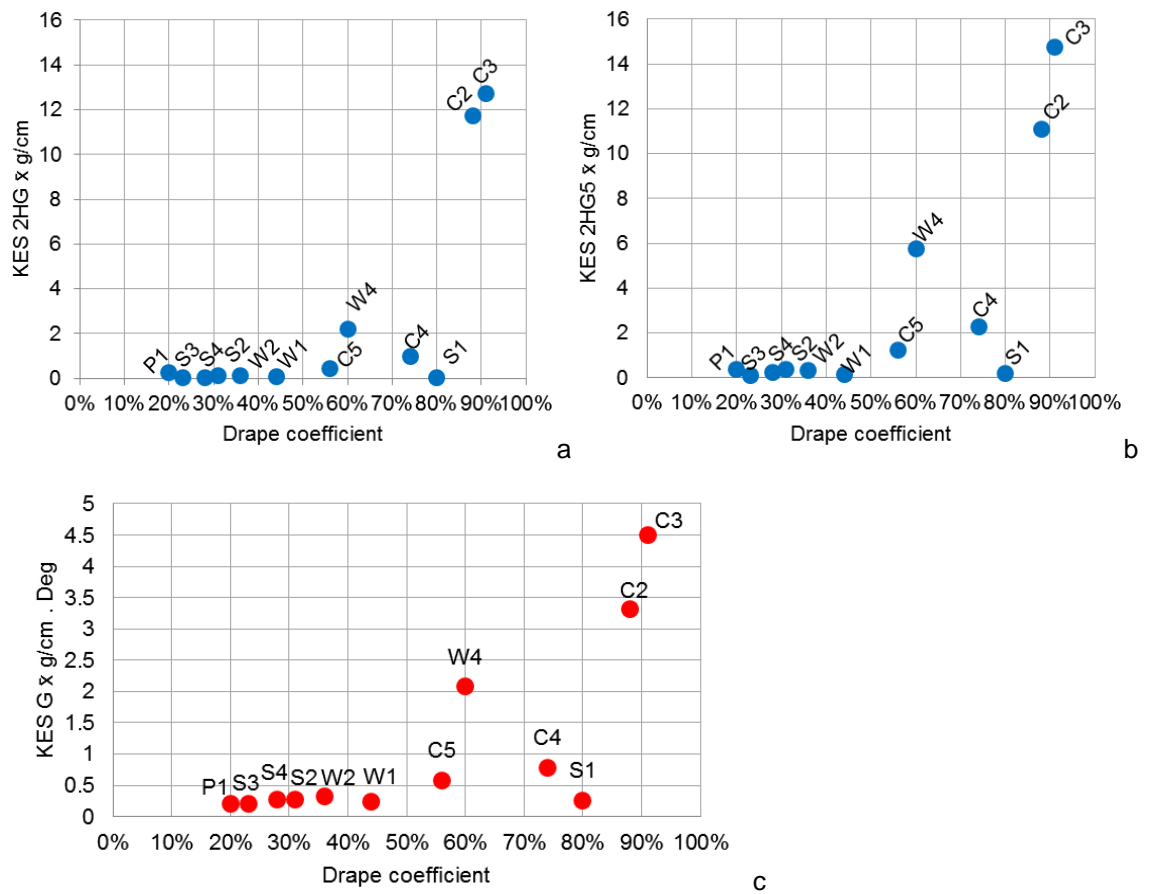 16
14
12
10
8
6
4
2
0
KES 2HG x̄ g/cm
P1
S3
S4
S2
W2
W1
C5
W4
C4
S1
C2
C3
0% 10% 20% 30% 40% 50% 60% 70% 80% 90% 100%
Drape coefficient
a
16
14
12
10
8
6
4
2
0
KES 2HG5 x̄ g/cm
P1
S3
S4
S2
W2
W1
C5
W4
C4
S1
C2
C3
0% 10% 20% 30% 40% 50% 60% 70% 80% 90% 100%
Drape coefficient
b
5
4.5
4
3.5
3
2.5
2
1.5
1
0.5
0
KES G x̄ g/cm . Deg
P1
S3
S4
S2
W2
W1
C5
W4
C4
S1
C2
C3
0% 10% 20% 30% 40% 50% 60% 70% 80% 90% 100%
Drape coefficient
c